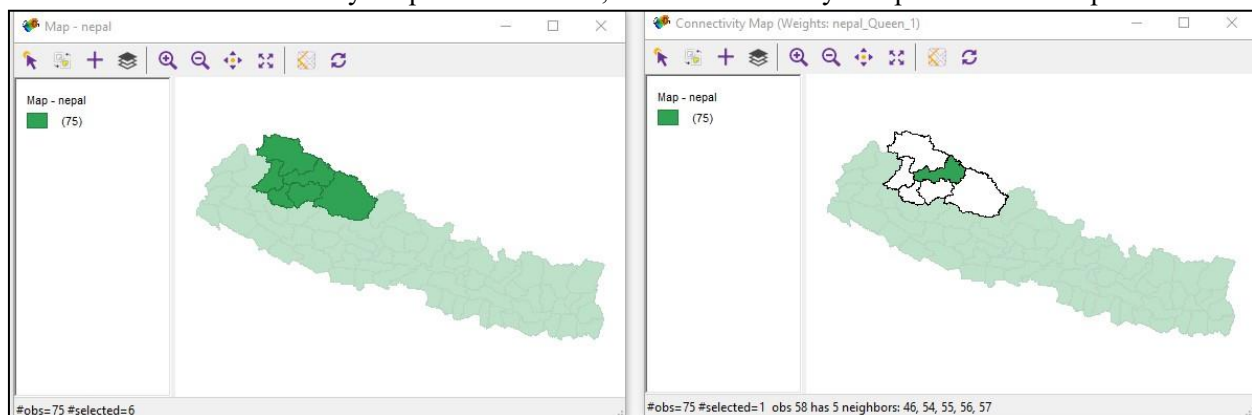 Map - nepal
Map - nepal
(75)
#obs=75 #selected=6
Connectivity Map (Weights: nepal_Queen_1)
Map - nepal
(75)
#obs=75 #selected=1 obs 58 has 5 neighbors: 46, 54, 55, 56, 57